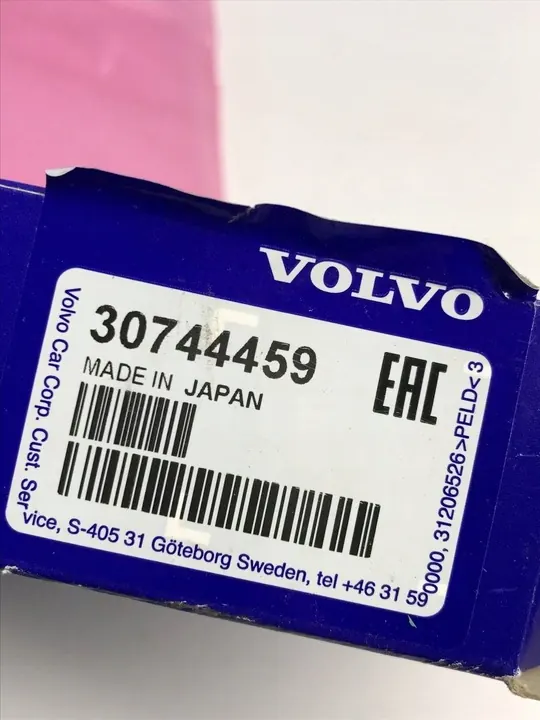 VOLVO
30744459
MADE IN JAPAN
EAC
Volvo Car Corp. Cust. Service, S-405 31 Göteborg Sweden, tel +46 31 590000, 31206526>PELD<3